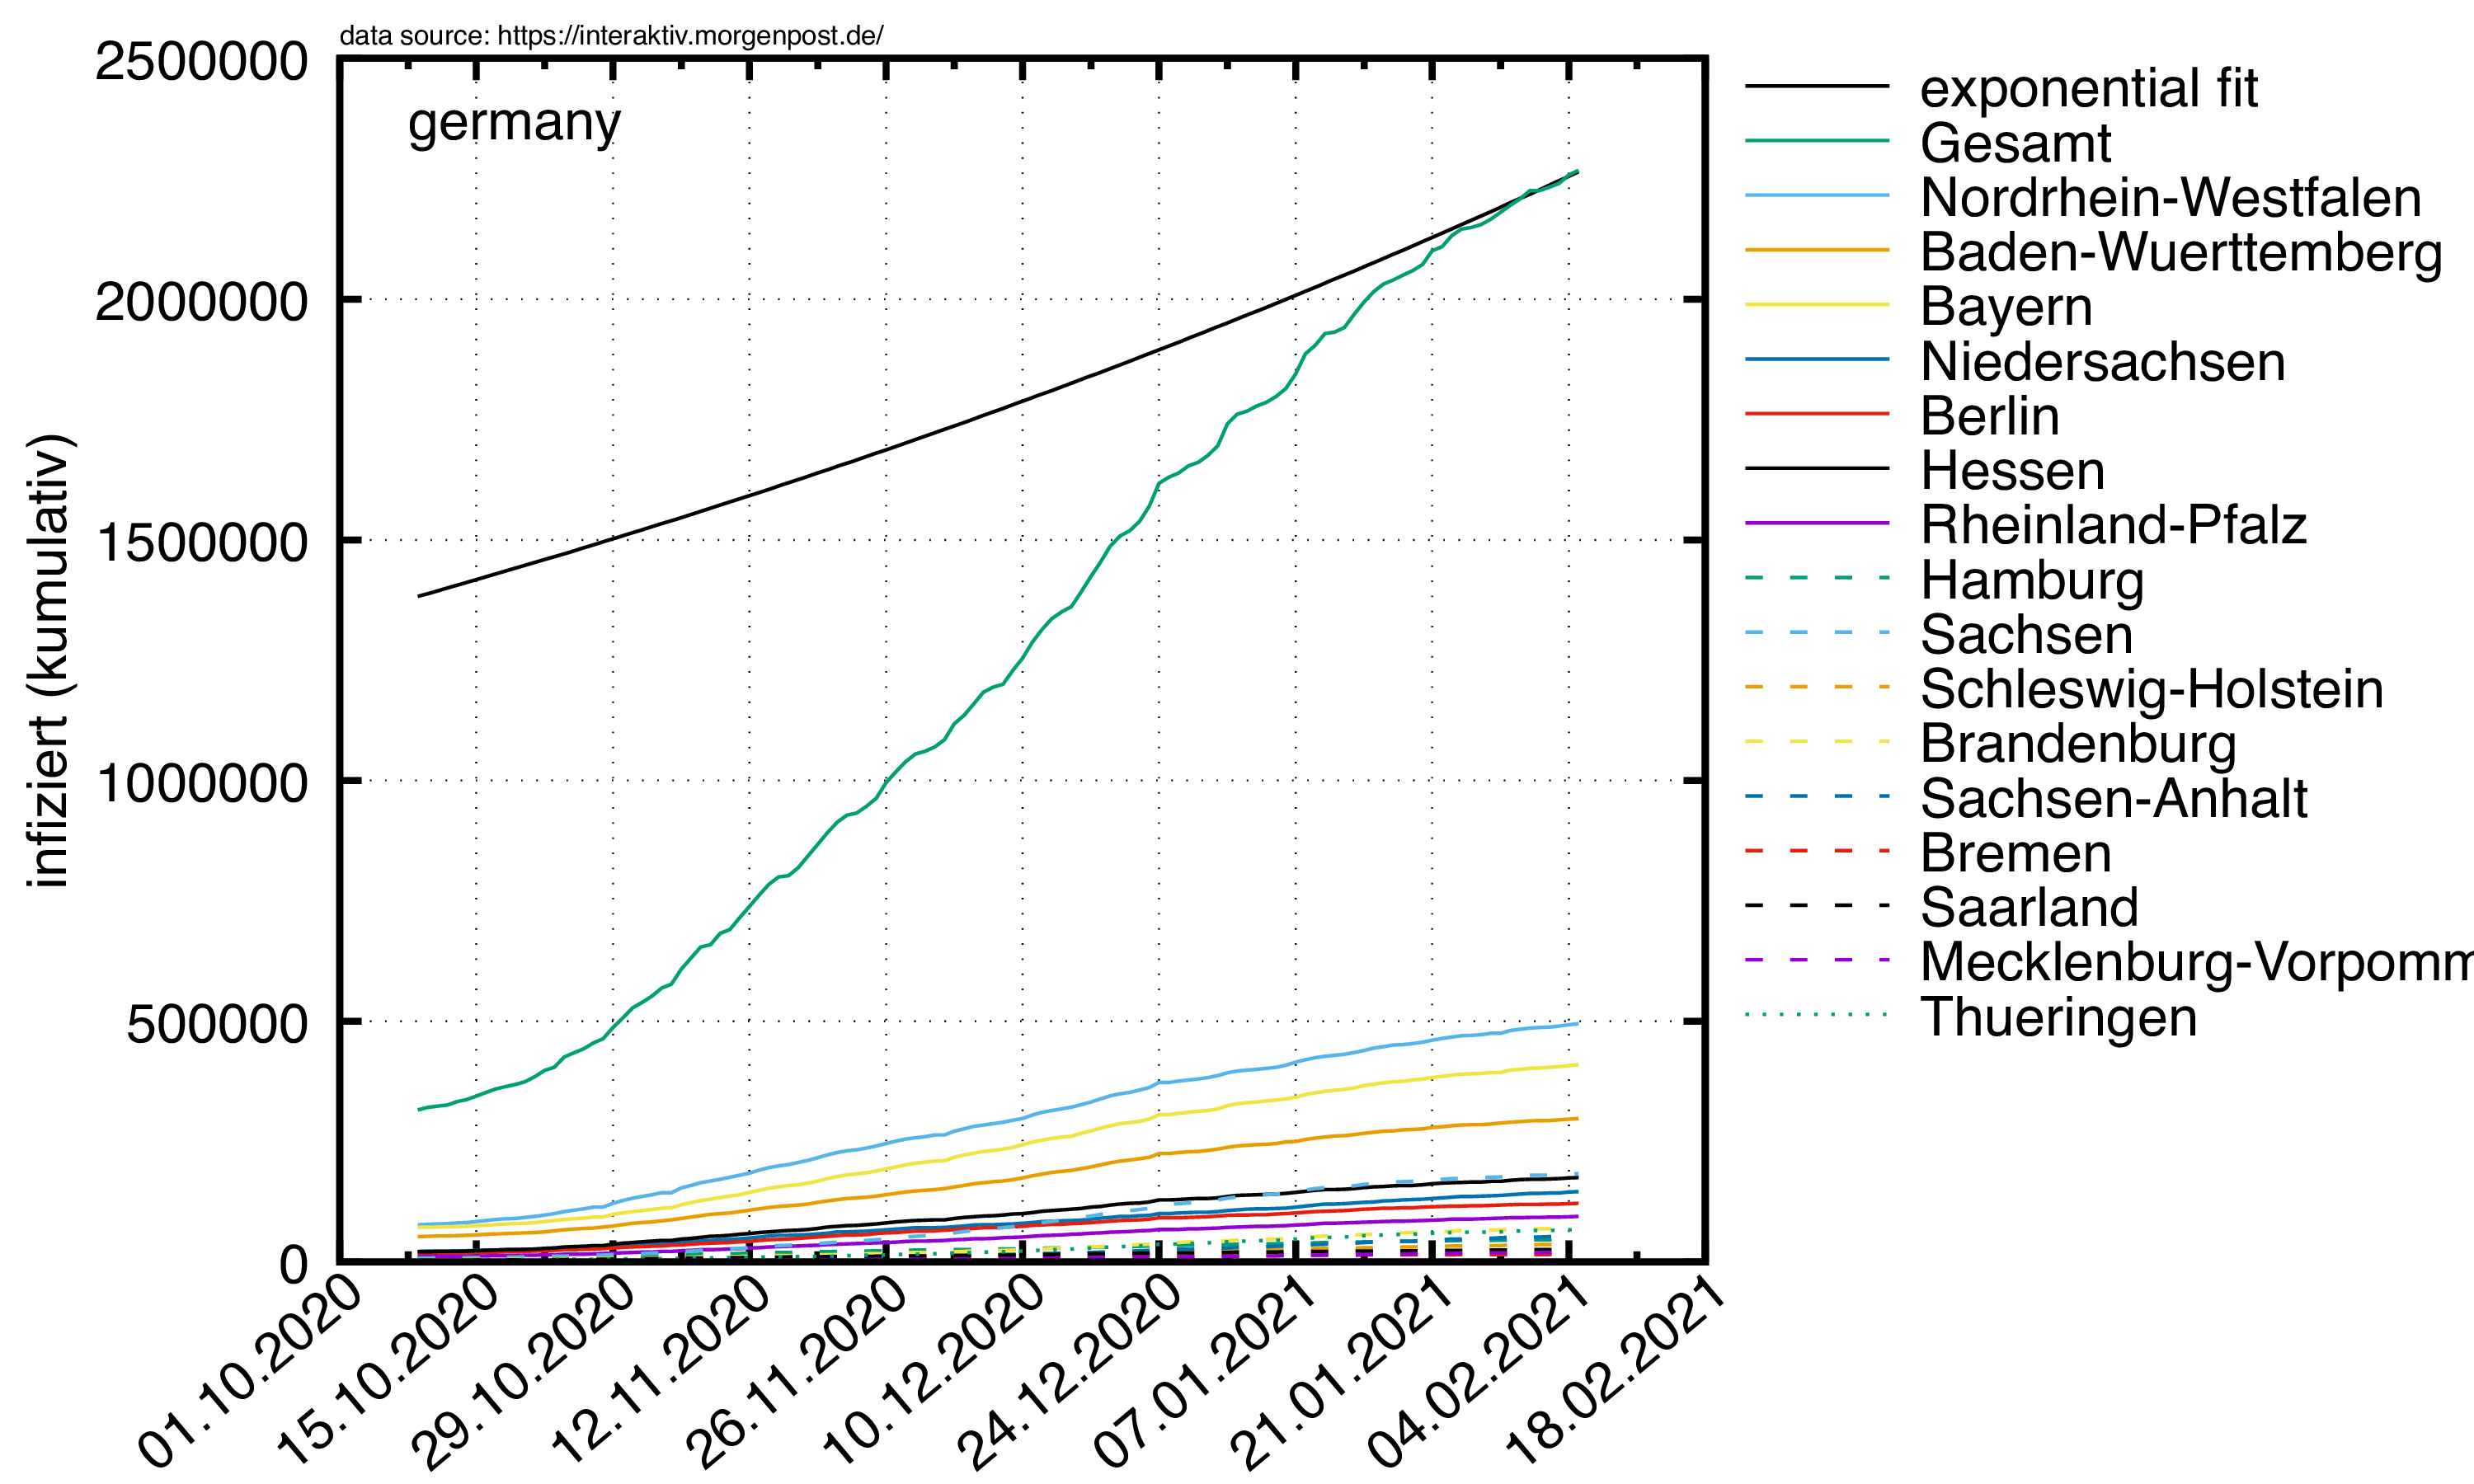 data source: https://interaktiv.morgenpost.de/
germany
infiziert (kumulativ)
2500000
2000000
1500000
1000000
500000
0
01.10.2020
15.10.2020
29.10.2020
12.11.2020
26.11.2020
10.12.2020
24.12.2020
07.01.2021
21.01.2021
04.02.2021
18.02.2021
exponential fit
Gesamt
Nordrhein-Westfalen
Baden-Wuerttemberg
Bayern
Niedersachsen
Berlin
Hessen
Rheinland-Pfalz
Hamburg
Sachsen
Schleswig-Holstein
Brandenburg
Sachsen-Anhalt
Bremen
Saarland
Mecklenburg-Vorpomm
Thueringen